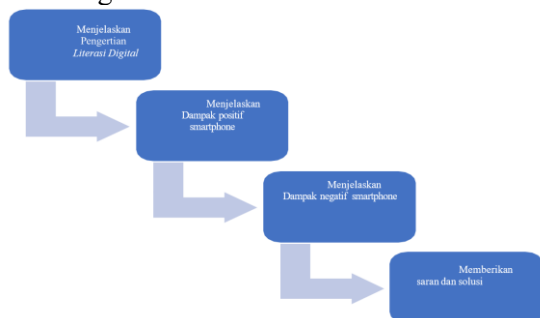 Menjelaskan
Pengertian
Literasi Digital
Menjelaskan
Dampak positif
smartphone
Menjelaskan
Dampak negatif smartphone
Memberikan
saran dan solusi